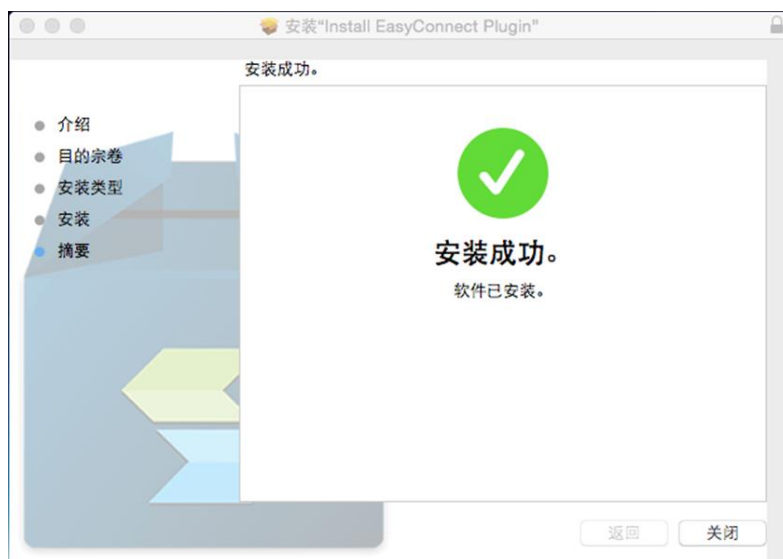 安装“Install EasyConnect Plugin”
安装成功。
介绍
目的宗卷
安装类型
安装
摘要
安装成功。
软件已安装。
返回
关闭